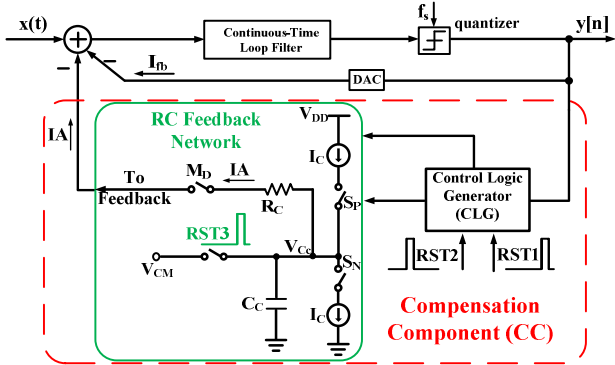 x(t)
Continuous-Time
Loop Filter
fs
quantizer
y[n]
Ifb
DAC
IA
RC Feedback
Network
VDD
IC
To
Feedback
MD
IA
RC
SP
RST3
VCc
VCM
SN
CC
IC
Control Logic
Generator
(CLG)
RST2
RST1
Compensation
Component (CC)